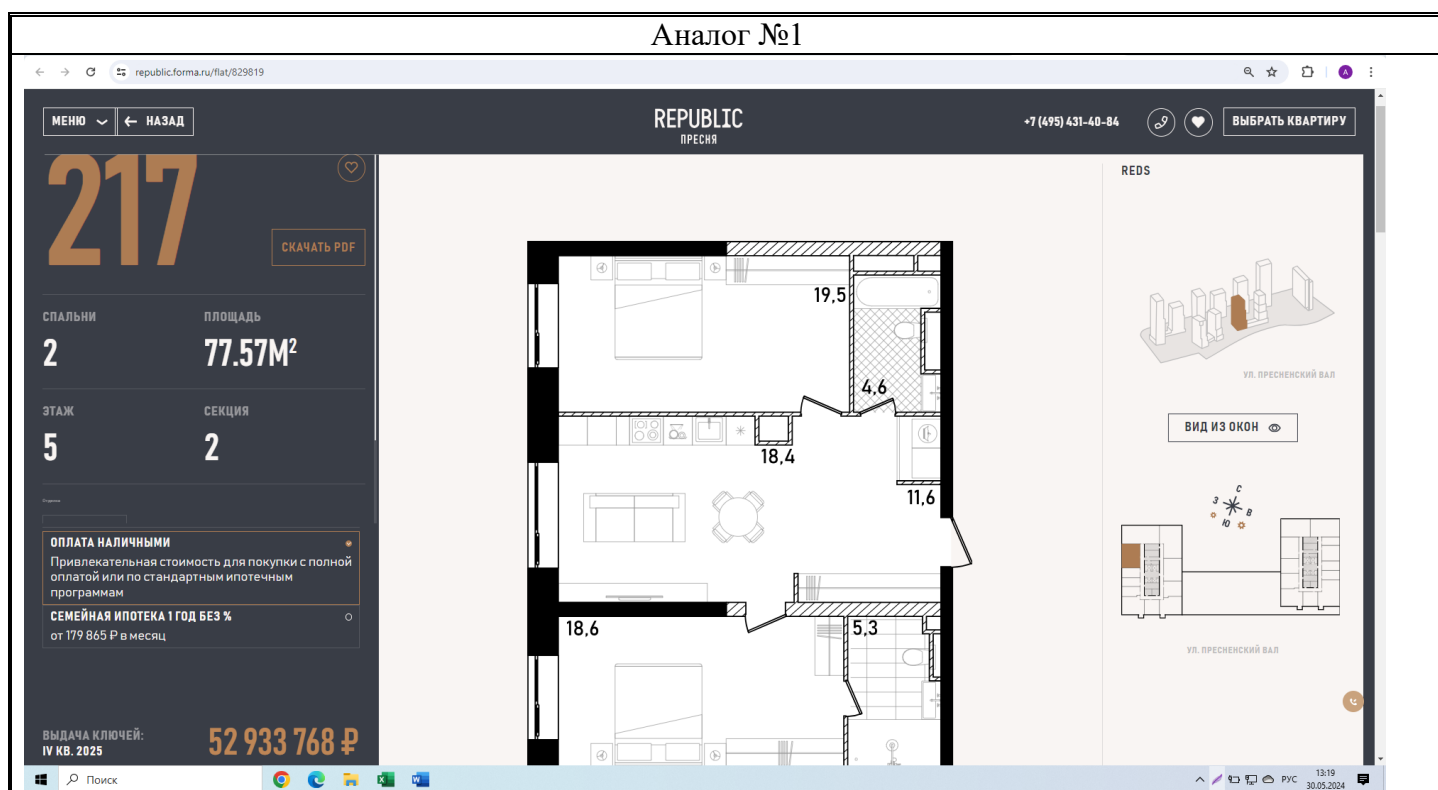 Аналог №1
republic.forma.ru/flat/829819
A
МЕНЮ
← НАЗАД
REPUBLIC
ПРЕСНЯ
+7 (495) 431-40-84
ВЫБРАТЬ КВАРТИРУ
217
СКАЧАТЬ PDF
СПАЛЬНИ
ПЛОЩАДЬ
2
77.57М²
ЭТАЖ
СЕКЦИЯ
5
2
ОПЛАТА НАЛИЧНЫМИ
Привлекательная стоимость для покупки с полной
оплатой или по стандартным ипотечным
программам
СЕМЕЙНАЯ ИПОТЕКА 1 ГОД БЕЗ %
от 179 865 ₽ в месяц
ВЫДАЧА КЛЮЧЕЙ:
IV КВ. 2025
52 933 768 ₽
19,5
4,6
18,4
11,6
18,6
5,3
REDS
УЛ. ПРЕСНЕНСКИЙ ВАЛ
ВИД ИЗ ОКОН
С
З
В
Ю
УЛ. ПРЕСНЕНСКИЙ ВАЛ
Поиск
РУС
13:19
30.05.2024